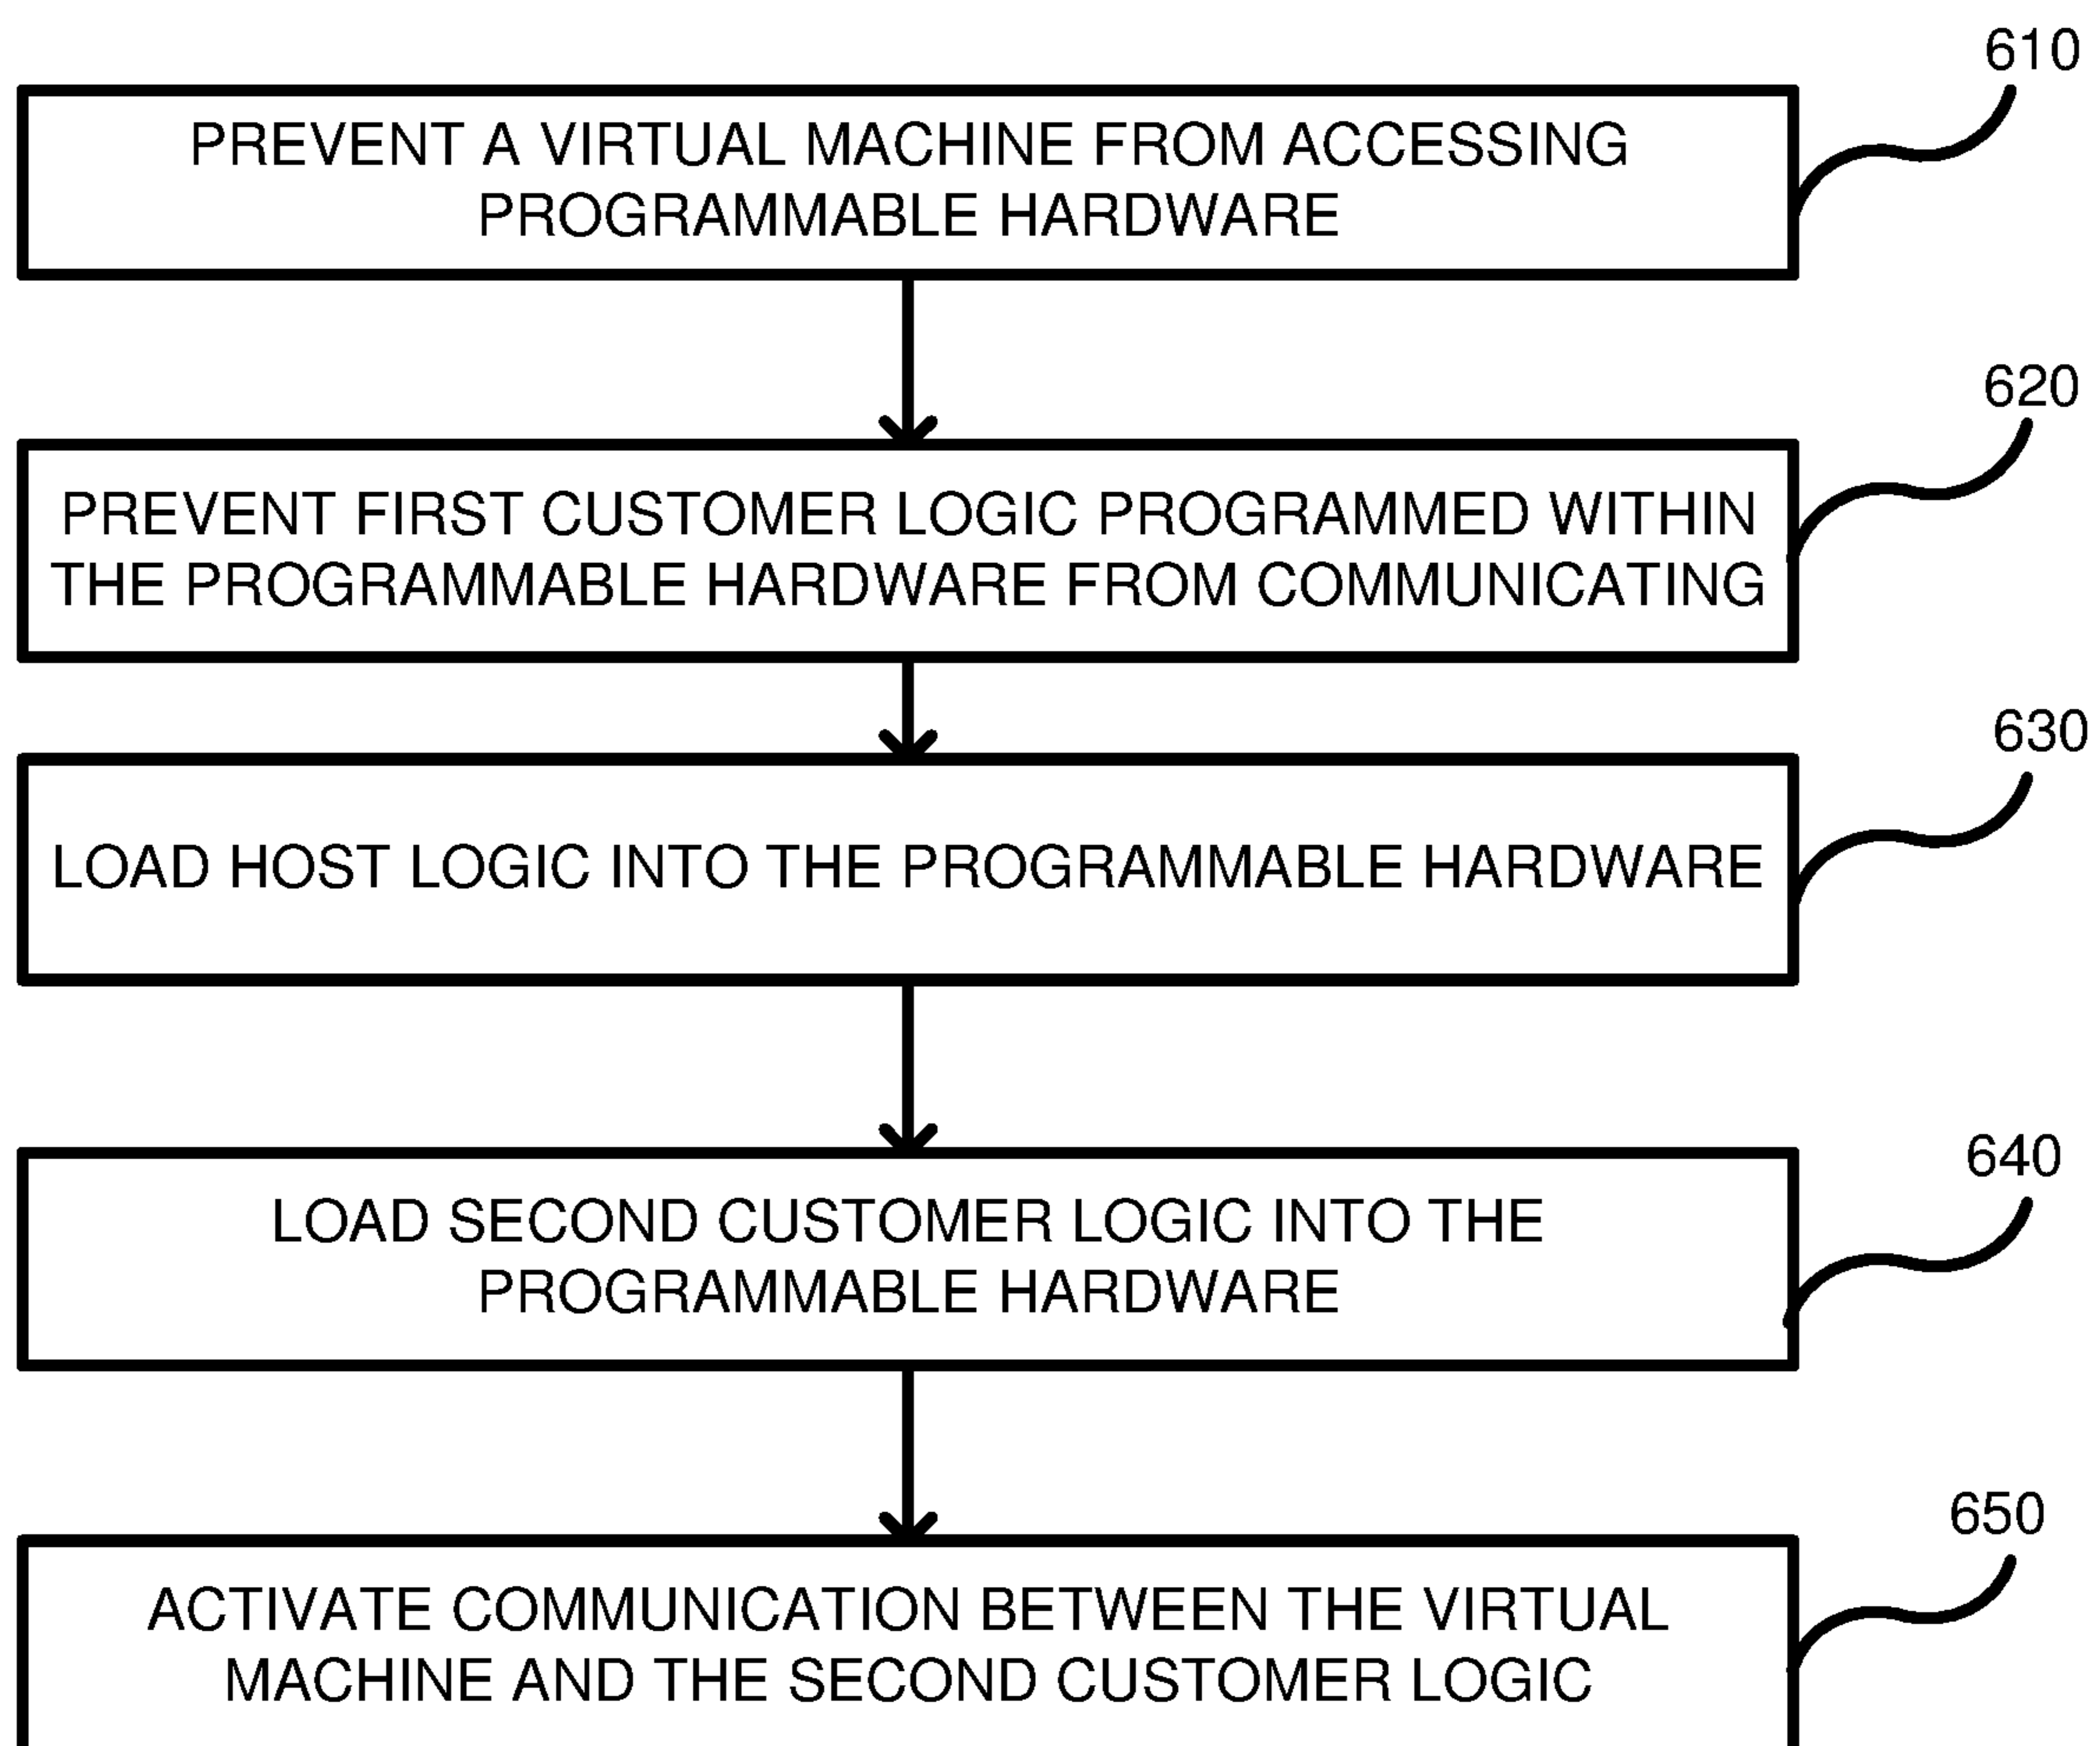 610
PREVENT A VIRTUAL MACHINE FROM ACCESSING
PROGRAMMABLE HARDWARE
620
PREVENT FIRST CUSTOMER LOGIC PROGRAMMED WITHIN
THE PROGRAMMABLE HARDWARE FROM COMMUNICATING
630
LOAD HOST LOGIC INTO THE PROGRAMMABLE HARDWARE
640
LOAD SECOND CUSTOMER LOGIC INTO THE
PROGRAMMABLE HARDWARE
650
ACTIVATE COMMUNICATION BETWEEN THE VIRTUAL
MACHINE AND THE SECOND CUSTOMER LOGIC